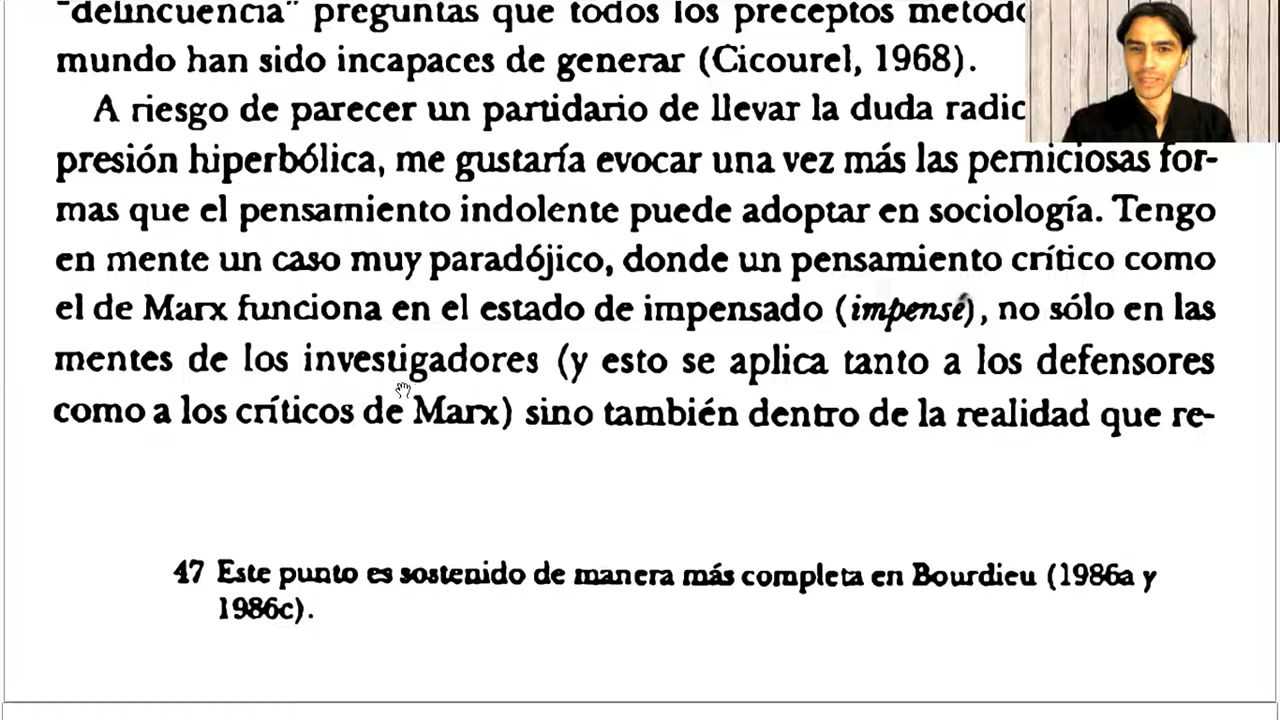 "delincuencia" preguntas que todos los preceptos metodo
mundo han sido incapaces de generar (Cicourel, 1968).
A riesgo de parecer un partidario de llevar la duda radic
presión hiperbólica, me gustaría evocar una vez más las perniciosas for-
mas que el pensamiento indolente puede adoptar en sociología. Tengo
en mente un caso muy paradójico, donde un pensamiento crítico como
el de Marx funciona en el estado de impensado (impensé), no sólo en las
mentes de los investigadores (y esto se aplica tanto a los defensores
como a los críticos de Marx) sino también dentro de la realidad que re-
47 Este punto es sostenido de manera más completa en Bourdieu (1986a y
1986c).